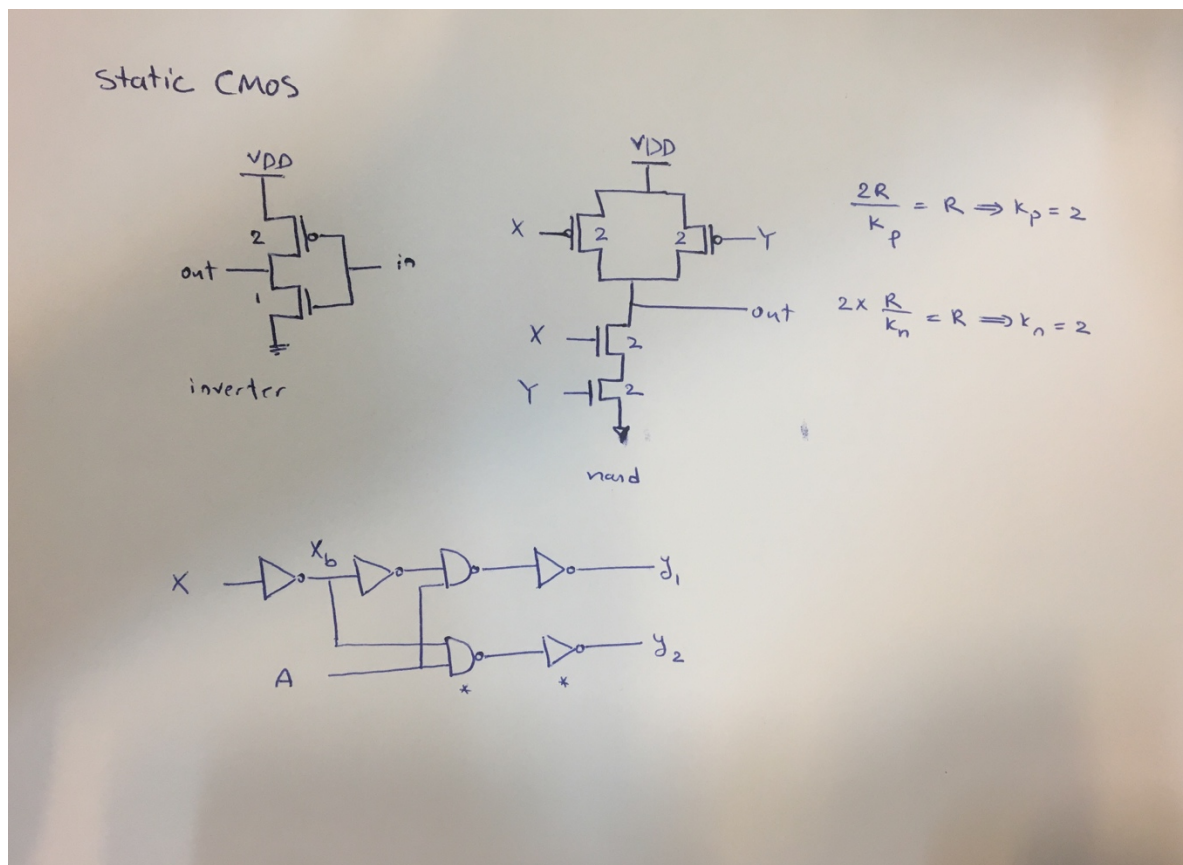 Static CMOS
VDD
2
out
in
1
inverter
VDD
X
2
2
Y
out
X
2
Y
2
nand
2R/kp = R ⇒ kp = 2
2 × R/kn = R ⇒ kn = 2
X
Xb
y1
A
y2
*
*